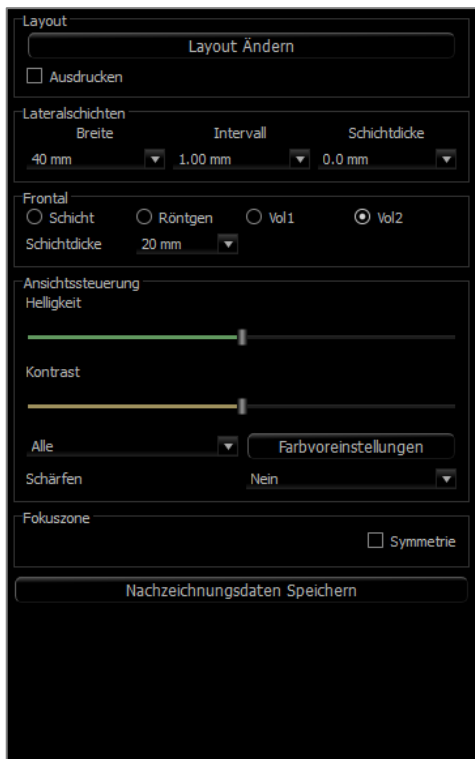 Layout
Layout Ändern
Ausdrucken
Lateralschichten
Breite Intervall Schichtdicke
40 mm 1.00 mm 0.0 mm
Frontal
Schicht Röntgen Vol1 Vol2
Schichtdicke 20 mm
Ansichtssteuerung
Helligkeit
Kontrast
Alle Farbvoreinstellungen
Schärfen Nein
Fokuszone
Symmetrie
Nachzeichnungsdaten Speichern